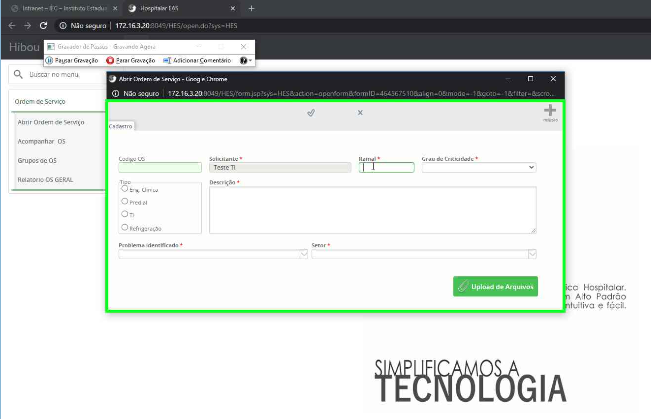 Intranet – IEC – Instituto Estadual
Hospitalar EAS
Não seguro | 172.16.3.20:8049/HES/open.do?sys=HES
Hibou
Gravador de Passos - Gravando Agora
Pausar Gravação
Parar Gravação
Adicionar Comentário
Buscar no menu
Ordem de Serviço
Abrir Ordem de Serviço
Acompanhar OS
Grupos de OS
Relatório OS GERAL
Abrir Ordem de Serviço - Google Chrome
Não seguro | 172.16.3.20:8049/HES/form.jsp?sys=HES&action=openform&formID=464567510&align=0&mode=-1&goto=-1&filter=&scro...
Cadastro
Código OS
Solicitante *
Ramal *
Grau de Criticidade *
Teste TI
Tipo
Descrição *
Eng. Clínica
Predial
TI
Refrigeração
Problema identificado *
Setor *
Upload de Arquivos
ica Hospitalar.
m Alto Padrão
ntuitiva e fácil.
SIMPLIFICAMOS A
TECNOLOGIA